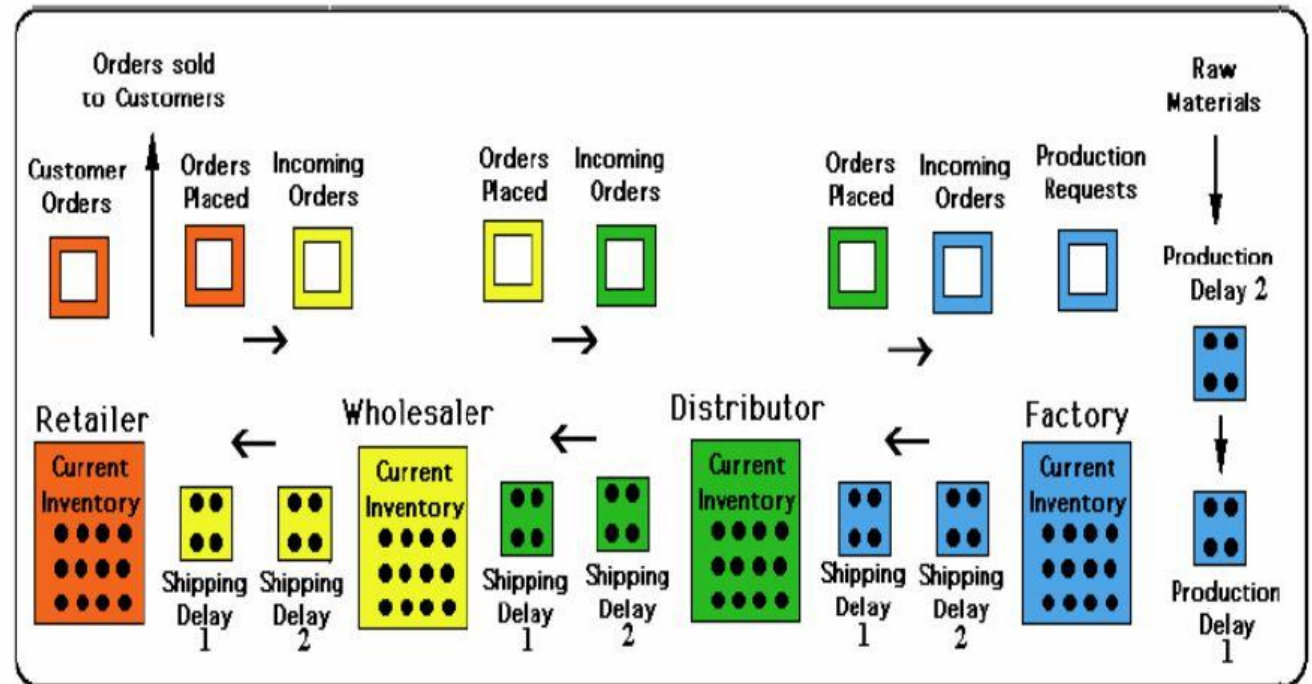 Orders sold
to Customers
Raw
Materials
Customer
Orders
Orders
Placed
Incoming
Orders
Orders
Placed
Incoming
Orders
Orders
Placed
Incoming
Orders
Production
Requests
Production
Delay 2
Retailer
Wholesaler
Distributor
Factory
Current
Inventory
Shipping
Delay
1
Shipping
Delay
2
Current
Inventory
Shipping
Delay
1
Shipping
Delay
2
Current
Inventory
Shipping
Delay
1
Shipping
Delay
2
Current
Inventory
Production
Delay
1